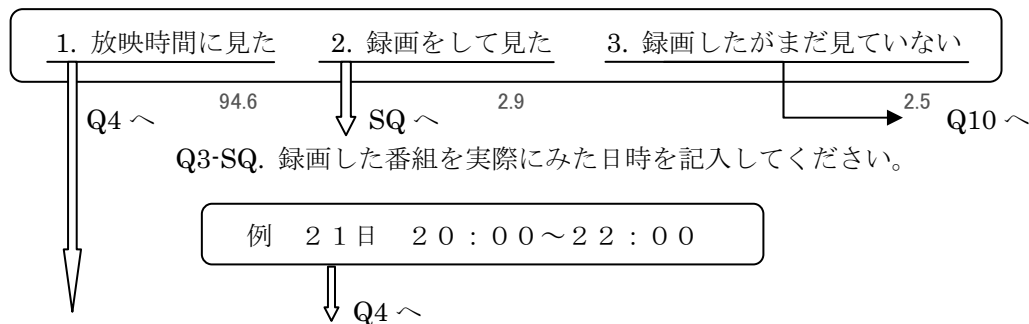 1. 放映時間に見た 2. 録画をして見た 3. 録画したがまだ見ていない
94.6 2.9 2.5
Q4 へ SQ へ Q10 へ
Q3-SQ. 録画した番組を実際にみた日時を記入してください。
例 ２１日 ２０：００～２２：００
Q4 へ